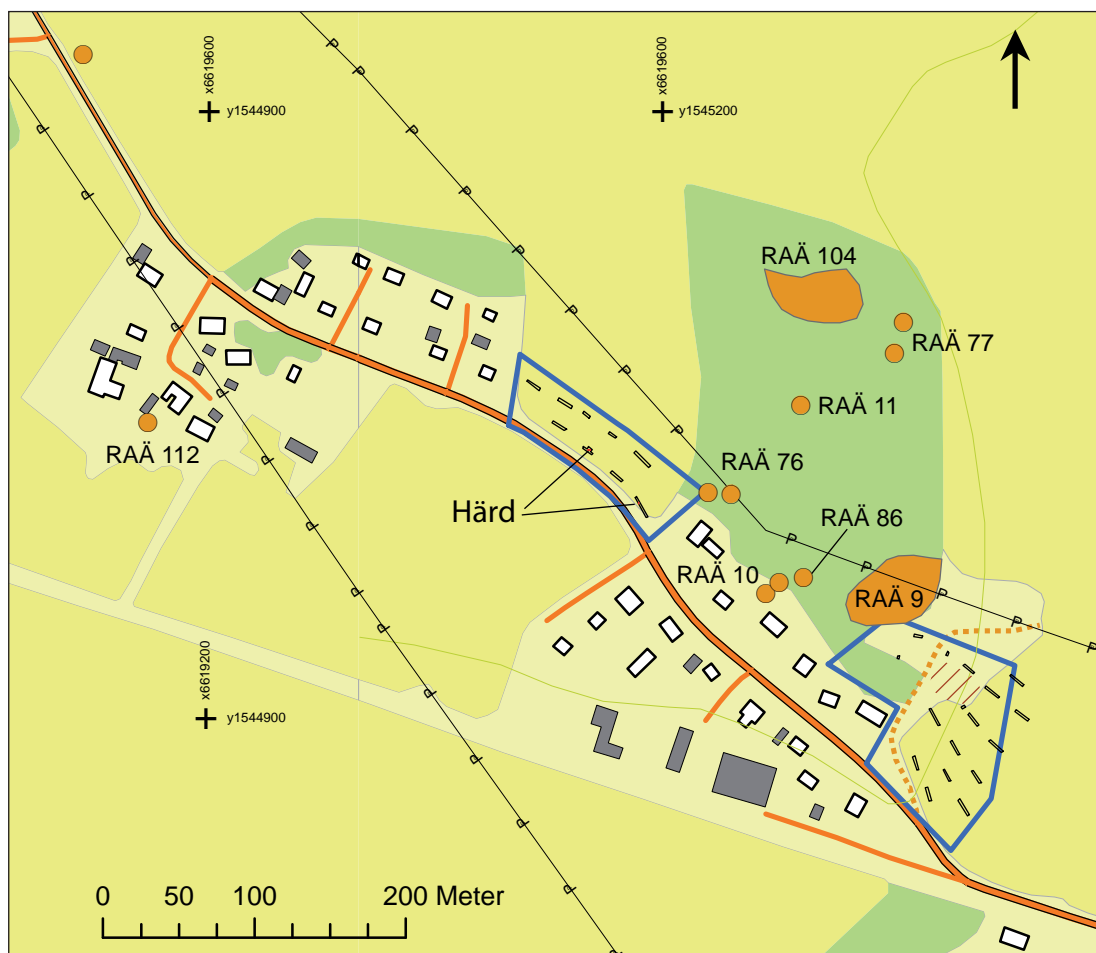 x6619600
y1544900
x6619600
y1545200
RAÄ 104
RAÄ 77
RAÄ 11
RAÄ 112
RAÄ 76
Härd
RAÄ 86
RAÄ 10
RAÄ 9
x6619200
y1544900
0 50 100 200 Meter